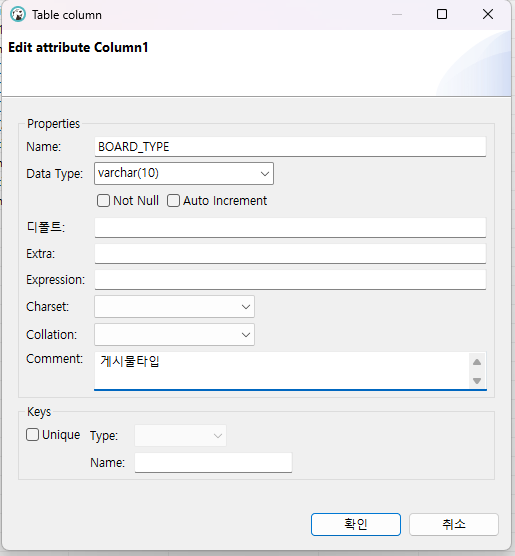 Table column
Edit attribute Column1
Properties
Name: BOARD_TYPE
Data Type: varchar(10)
Not Null Auto Increment
디폴트:
Extra:
Expression:
Charset:
Collation:
Comment: 게시물타입
Keys
Unique Type:
Name:
확인 취소